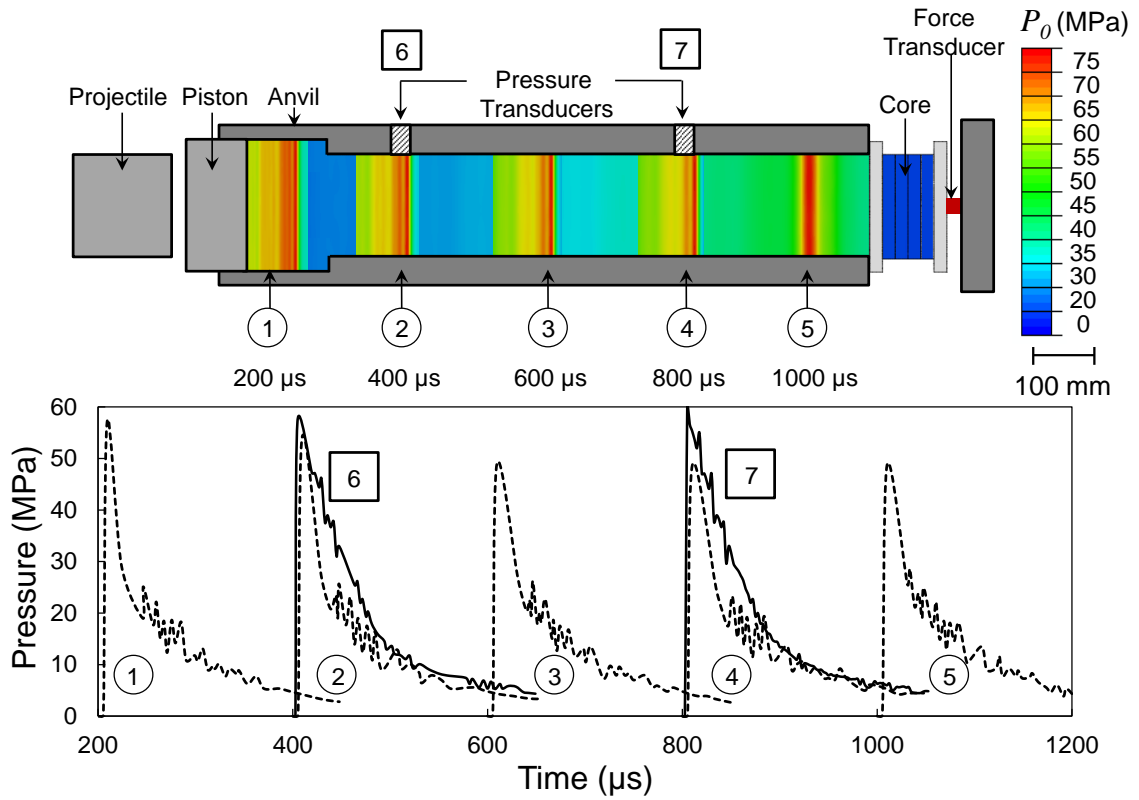 Force
Transducer
P0 (MPa)
6
7
Projectile
Piston
Anvil
Pressure
Transducers
Core
75
70
65
60
55
50
45
40
35
20
20
0
1
2
3
4
5
200 µs
400 µs
600 µs
800 µs
1000 µs
100 mm
Pressure (MPa)
60
50
40
30
20
10
0
6
7
1
2
3
4
5
200
400
600
800
1000
1200
Time (µs)